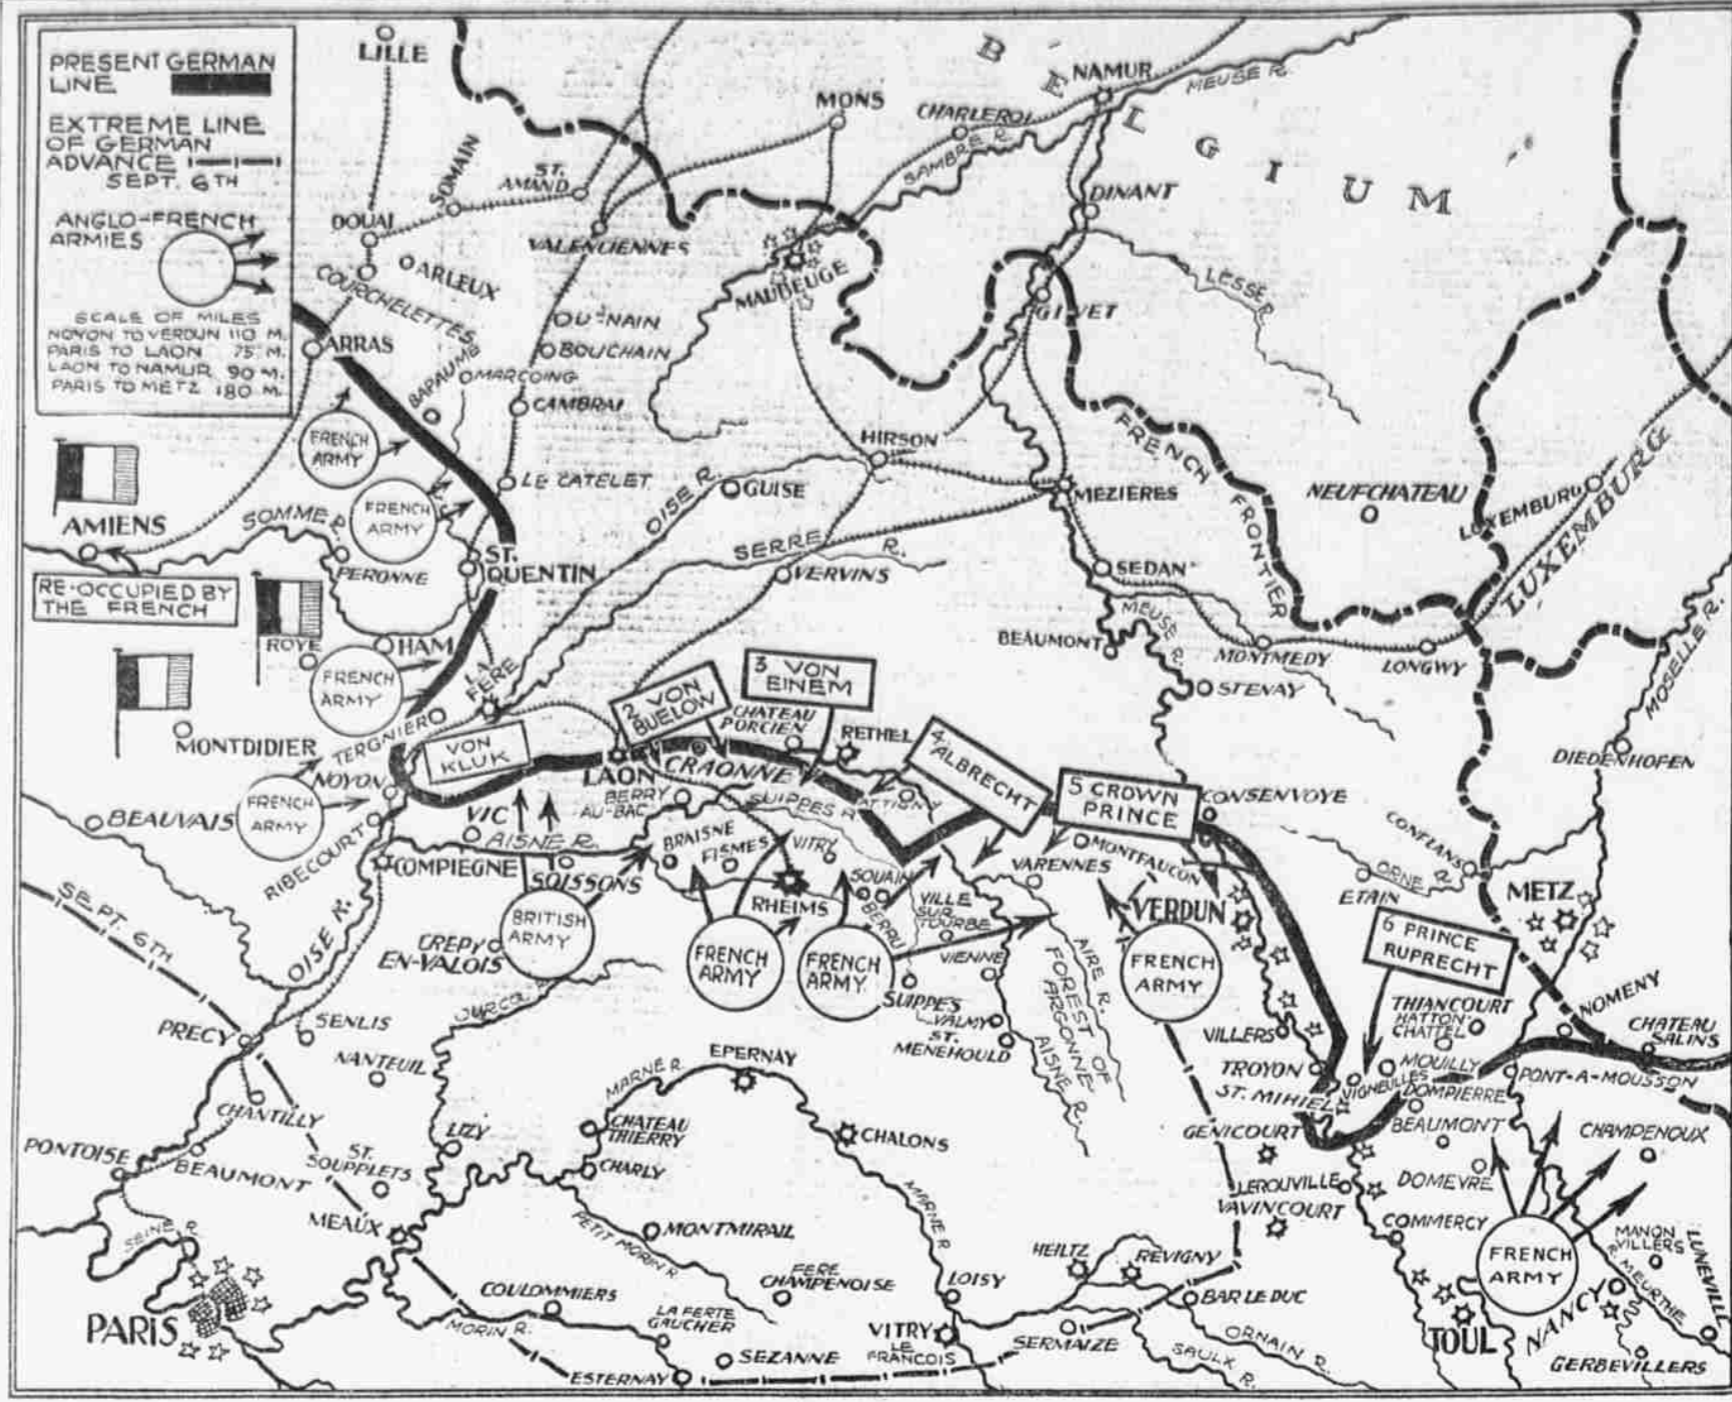 PRESENT GERMAN
LINE
EXTREME LINE
OF GERMAN
ADVANCE
SEPT. 6TH
ANGLO-FRENCH
ARMIES
SCALE OF MILES
NOYON TO VERDUN 110 M.
PARIS TO LAON 75 M.
LAON TO NAMUR 90 M.
PARIS TO METZ 180 M.
LILLE
BELGIUM
NAMUR
MEUSE R.
MONS
CHARLEROI
SAMBRE R.
SOMAIN
ST.
AMAND
DINANT
DOUAI
VALENCIENNES
ARLEUX
COURCHELETTES
MAUBEUGE
LESSER
GIVET
BOUCHAIN
ARRAS
BAPAUME
MARCOING
CAMBRAI
FRENCH
ARMY
HIRSON
FRENCH FRONTIER
LE CATELET
OISE R.
GUISE
MEZIERES
NEUFCHATEAU
LUXEMBURG
LUXEMBURG
AMIENS
SOMME R.
FRENCH
ARMY
SERRE R.
ST.
QUENTIN
PERONNE
VERVINS
SEDAN
RE-OCCUPIED BY
THE FRENCH
MEUSE R.
ROYE
HAM
BEAUMONT
MONTMEDY
LONGWY
MOSELLE R.
LA
FERE
FRENCH
ARMY
STENAY
2 VON
BUELOW
3 VON
EINEM
CHATEAU
PORCIEN
RETHEL
MONTDIDIER
TERGNIER
VON
KLUK
4 ALBRECHT
DIEDENHOFEN
NOYON
LAON
CRAONNE
BERRY
AU-BAC
SUIPPES R.
ATTIGNY
5 CROWN
PRINCE
CONSENVOYE
FRENCH
ARMY
BEAUVAIS
RIBECOURT
VIC
AISNE R.
BRAISNE
FISMES
VITRY
VARENNES
MONTFAUCON
CONFLANS
ORNE R.
ETAIN
COMPIEGNE
SOISSONS
RHEIMS
SOUAIN
BERRU
VILLE
SUR
TOURBE
VERDUN
METZ
SEPT. 6TH
OISE R.
CREPY
EN-VALOIS
BRITISH
ARMY
FRENCH
ARMY
FRENCH
ARMY
VIENNE
AIRE R.
FOREST OF
ARGONNE
AISNE R.
FRENCH
ARMY
6 PRINCE
RUPRECHT
OURCQ R.
SUIPPES
VALMY
ST.
MENEHOULD
THIANCOURT
HATTON-
CHATTEL
NOMENY
CHATEAU
SALINS
PRECY
SENLIS
NANTEUIL
EPERNAY
MARNE R.
VILLERS
TROYON
ST. MIHIEL
VIGNEULLES
MOUILLY
DOMPIERRE
PONT-A-MOUSSON
CHANTILLY
CHATEAU
THIERRY
CHALONS
GENICOURT
BEAUMONT
CHAMPENOUX
PONTOISE
BEAUMONT
ST.
SOUPPLETS
LIZY
CHARLY
LEROUVILLE
DOMEVRE
VAVINCOURT
SEINE R.
MEAUX
PETIT MORIN R.
MONTMIRAIL
MARNE R.
COMMERCY
FRENCH
ARMY
MANON
VILLERS
LUNEVILLE
R. MEURTHE
HEILTZ
REVIGNY
FERE
CHAMPENOISE
LOISY
BAR LE DUC
PARIS
COULOMMIERS
MORIN R.
LA FERTE
GAUCHER
VITRY
LE
FRANCOIS
SERMAIZE
ORNAIN R.
SAULX R.
TOUL
NANCY
GERBEVILLERS
ESTERNAY
SEZANNE